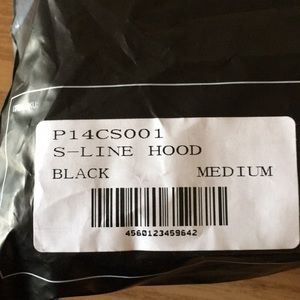 P14CS001
S-LINE HOOD
BLACK MEDIUM
4560123459642